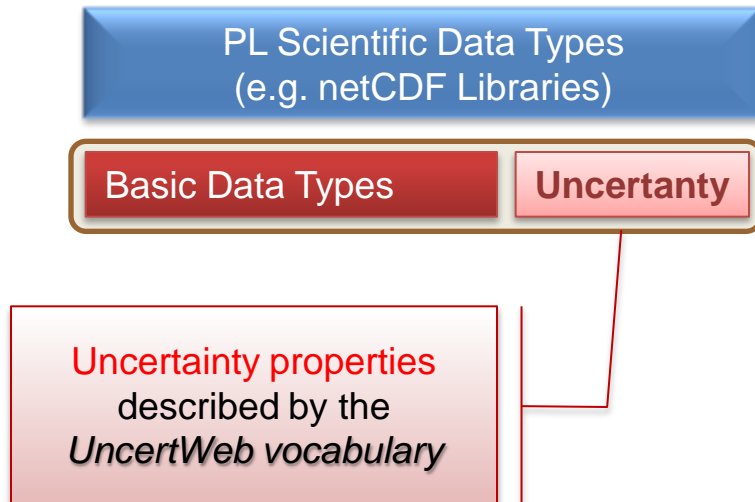 PL Scientific Data Types
(e.g. netCDF Libraries)
Basic Data Types
Uncertanty
Uncertainty properties
described by the
UncertWeb vocabulary